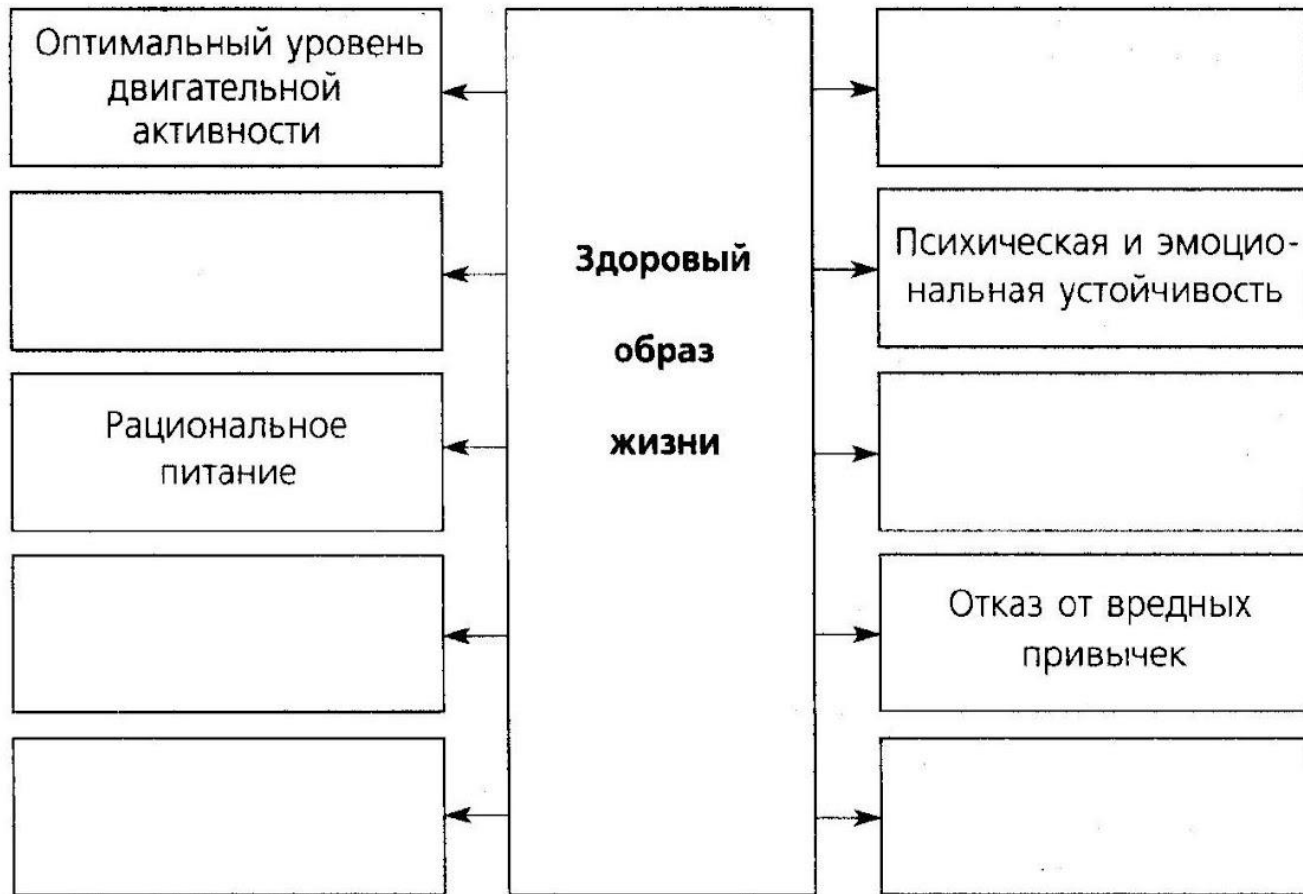 Оптимальный уровень
двигательной
активности
Рациональное
питание
Здоровый
образ
жизни
Психическая и эмоцио-
нальная устойчивость
Отказ от вредных
привычек